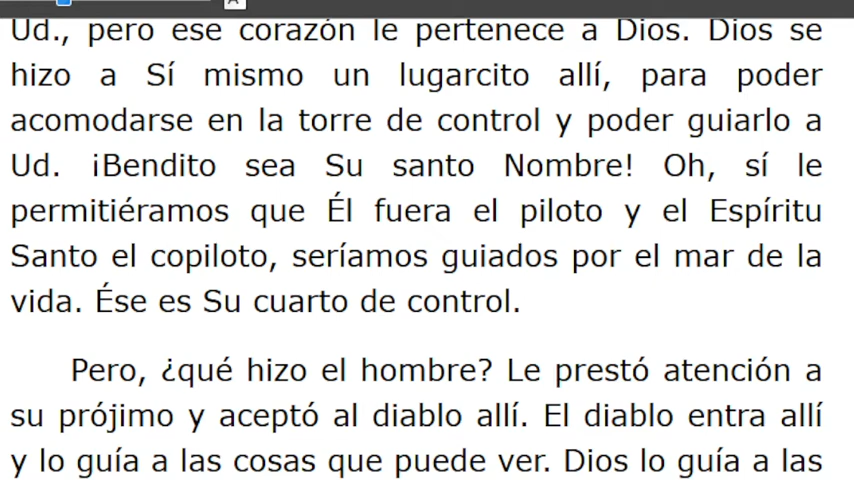 Ud., pero ese corazón le pertenece a Dios. Dios se
hizo a Sí mismo un lugarcito allí, para poder
acomodarse en la torre de control y poder guiarlo a
Ud. ¡Bendito sea Su santo Nombre! Oh, sí le
permitiéramos que Él fuera el piloto y el Espíritu
Santo el copiloto, seríamos guiados por el mar de la
vida. Ése es Su cuarto de control.
Pero, ¿qué hizo el hombre? Le prestó atención a
su prójimo y aceptó al diablo allí. El diablo entra allí
y lo guía a las cosas que puede ver. Dios lo guía a las